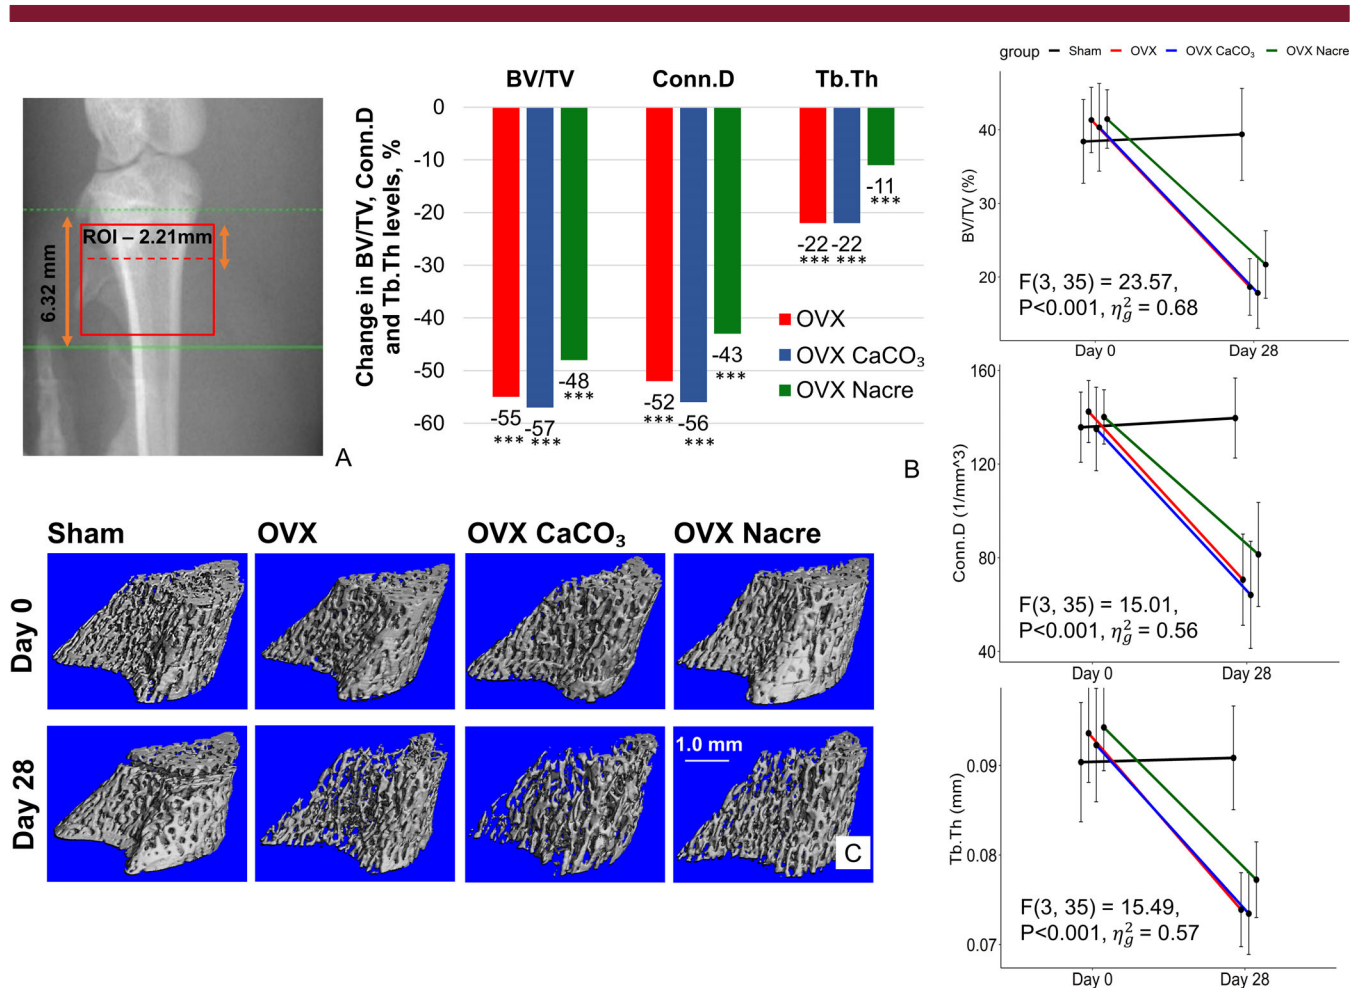 6.32 mm
ROI – 2.21mm
A
BV/TV Conn.D Tb.Th
Change in BV/TV, Conn.D
and Tb.Th levels, %
0
-10
-20
-30
-40
-50
-60
-55
***
-57
***
-48
***
-52
***
-56
***
-43
***
-22
***
-22
***
-11
***
OVX
OVX CaCO₃
OVX Nacre
B
Sham OVX OVX CaCO₃ OVX Nacre
Day 0
Day 28
1.0 mm
C
group Sham OVX OVX CaCO₃ OVX Nacre
BV/TV (%)
40
30
20
F(3, 35) = 23.57,
P<0.001, η²g = 0.68
Day 0 Day 28
Conn.D (1/mm^3)
160
120
80
40
F(3, 35) = 15.01,
P<0.001, η²g = 0.56
Day 0 Day 28
Tb.Th (mm)
0.09
0.08
0.07
F(3, 35) = 15.49,
P<0.001, η²g = 0.57
Day 0 Day 28